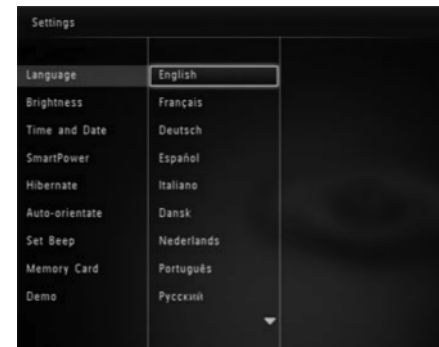 Settings
Language
English
Brightness
Français
Time and Date
Deutsch
SmartPower
Español
Hibernate
Italiano
Auto-orientate
Dansk
Set Beep
Nederlands
Memory Card
Português
Demo
Русский